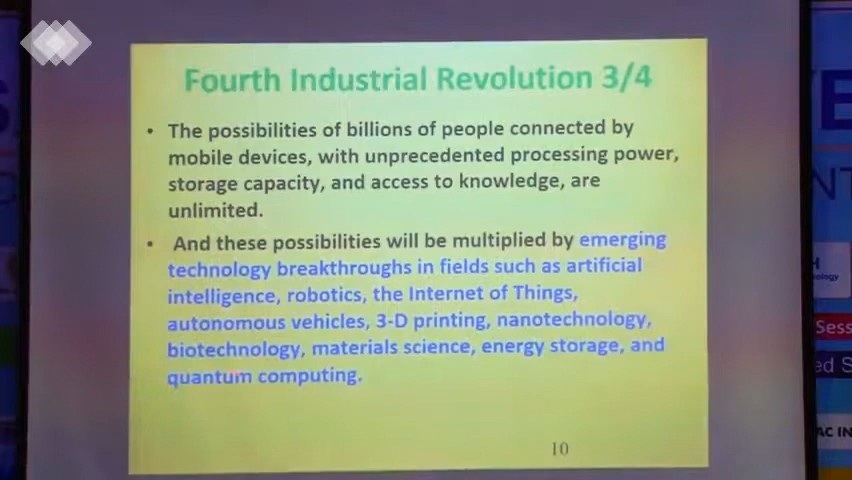 Fourth Industrial Revolution 3/4
• The possibilities of billions of people connected by
mobile devices, with unprecedented processing power,
storage capacity, and access to knowledge, are
unlimited.
• And these possibilities will be multiplied by emerging
technology breakthroughs in fields such as artificial
intelligence, robotics, the Internet of Things,
autonomous vehicles, 3-D printing, nanotechnology,
biotechnology, materials science, energy storage, and
quantum computing.
10